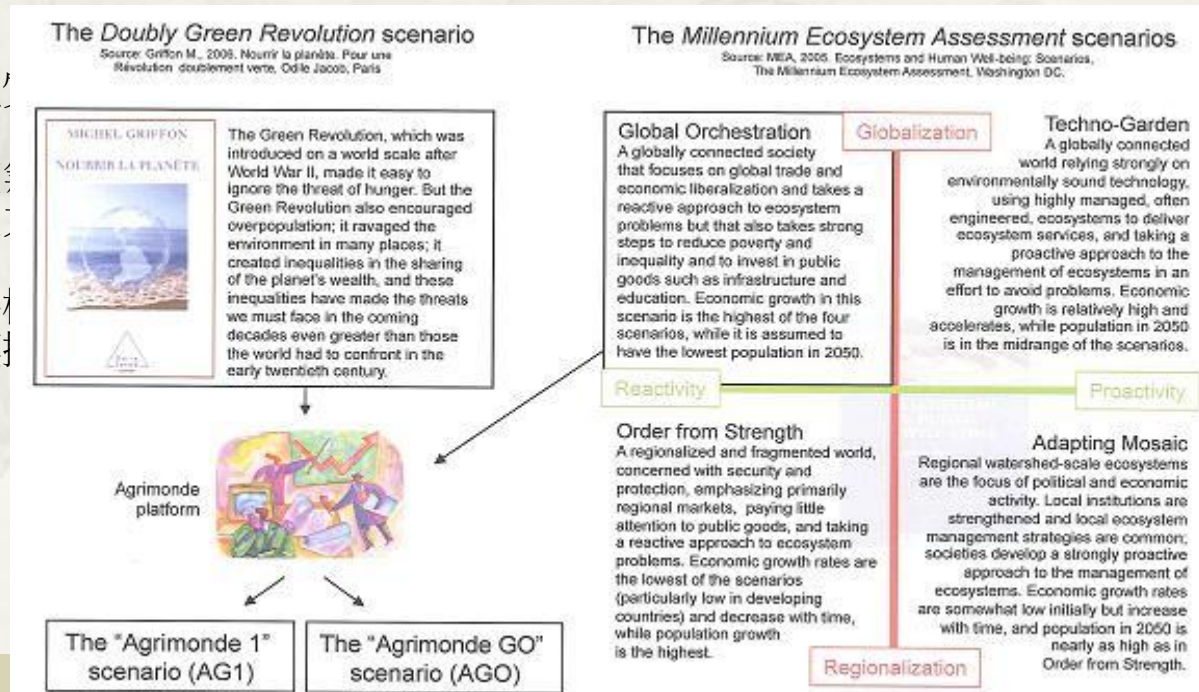 The Doubly Green Revolution scenario
Source: Griffon M., 2006. Nourrir la planète. Pour une
Révolution doublement verte, Odile Jacob, Paris
MICHEL GRIFFON
NOURRIR LA PLANÈTE
The Green Revolution, which was
introduced on a world scale after
World War II, made it easy to
ignore the threat of hunger. But the
Green Revolution also encouraged
overpopulation; it ravaged the
environment in many places; it
created inequalities in the sharing
of the planet's wealth, and these
inequalities have made the threats
we must face in the coming
decades even greater than those
the world had to confront in the
early twentieth century.
Agrimonde
platform
The "Agrimonde 1"
scenario (AG1)
The "Agrimonde GO"
scenario (AGO)
The Millennium Ecosystem Assessment scenarios
Source: MEA, 2005. Ecosystems and Human Well-being: Scenarios,
The Millennium Ecosystem Assessment, Washington DC.
Globalization
Global Orchestration
A globally connected society
that focuses on global trade and
economic liberalization and takes a
reactive approach to ecosystem
problems but that also takes strong
steps to reduce poverty and
inequality and to invest in public
goods such as infrastructure and
education. Economic growth in this
scenario is the highest of the four
scenarios, while it is assumed to
have the lowest population in 2050.
Techno-Garden
A globally connected
world relying strongly on
environmentally sound technology,
using highly managed, often
engineered, ecosystems to deliver
ecosystem services, and taking a
proactive approach to the
management of ecosystems in an
effort to avoid problems. Economic
growth is relatively high and
accelerates, while population in 2050
is in the midrange of the scenarios.
Reactivity
Proactivity
Order from Strength
A regionalized and fragmented world,
concerned with security and
protection, emphasizing primarily
regional markets, paying little
attention to public goods, and taking
a reactive approach to ecosystem
problems. Economic growth rates are
the lowest of the scenarios
(particularly low in developing
countries) and decrease with time,
while population growth
is the highest.
Adapting Mosaic
Regional watershed-scale ecosystems
are the focus of political and economic
activity. Local institutions are
strengthened and local ecosystem
management strategies are common;
societies develop a strongly proactive
approach to the management of
ecosystems. Economic growth rates
are somewhat low initially but increase
with time, and population in 2050 is
nearly as high as in
Order from Strength.
Regionalization